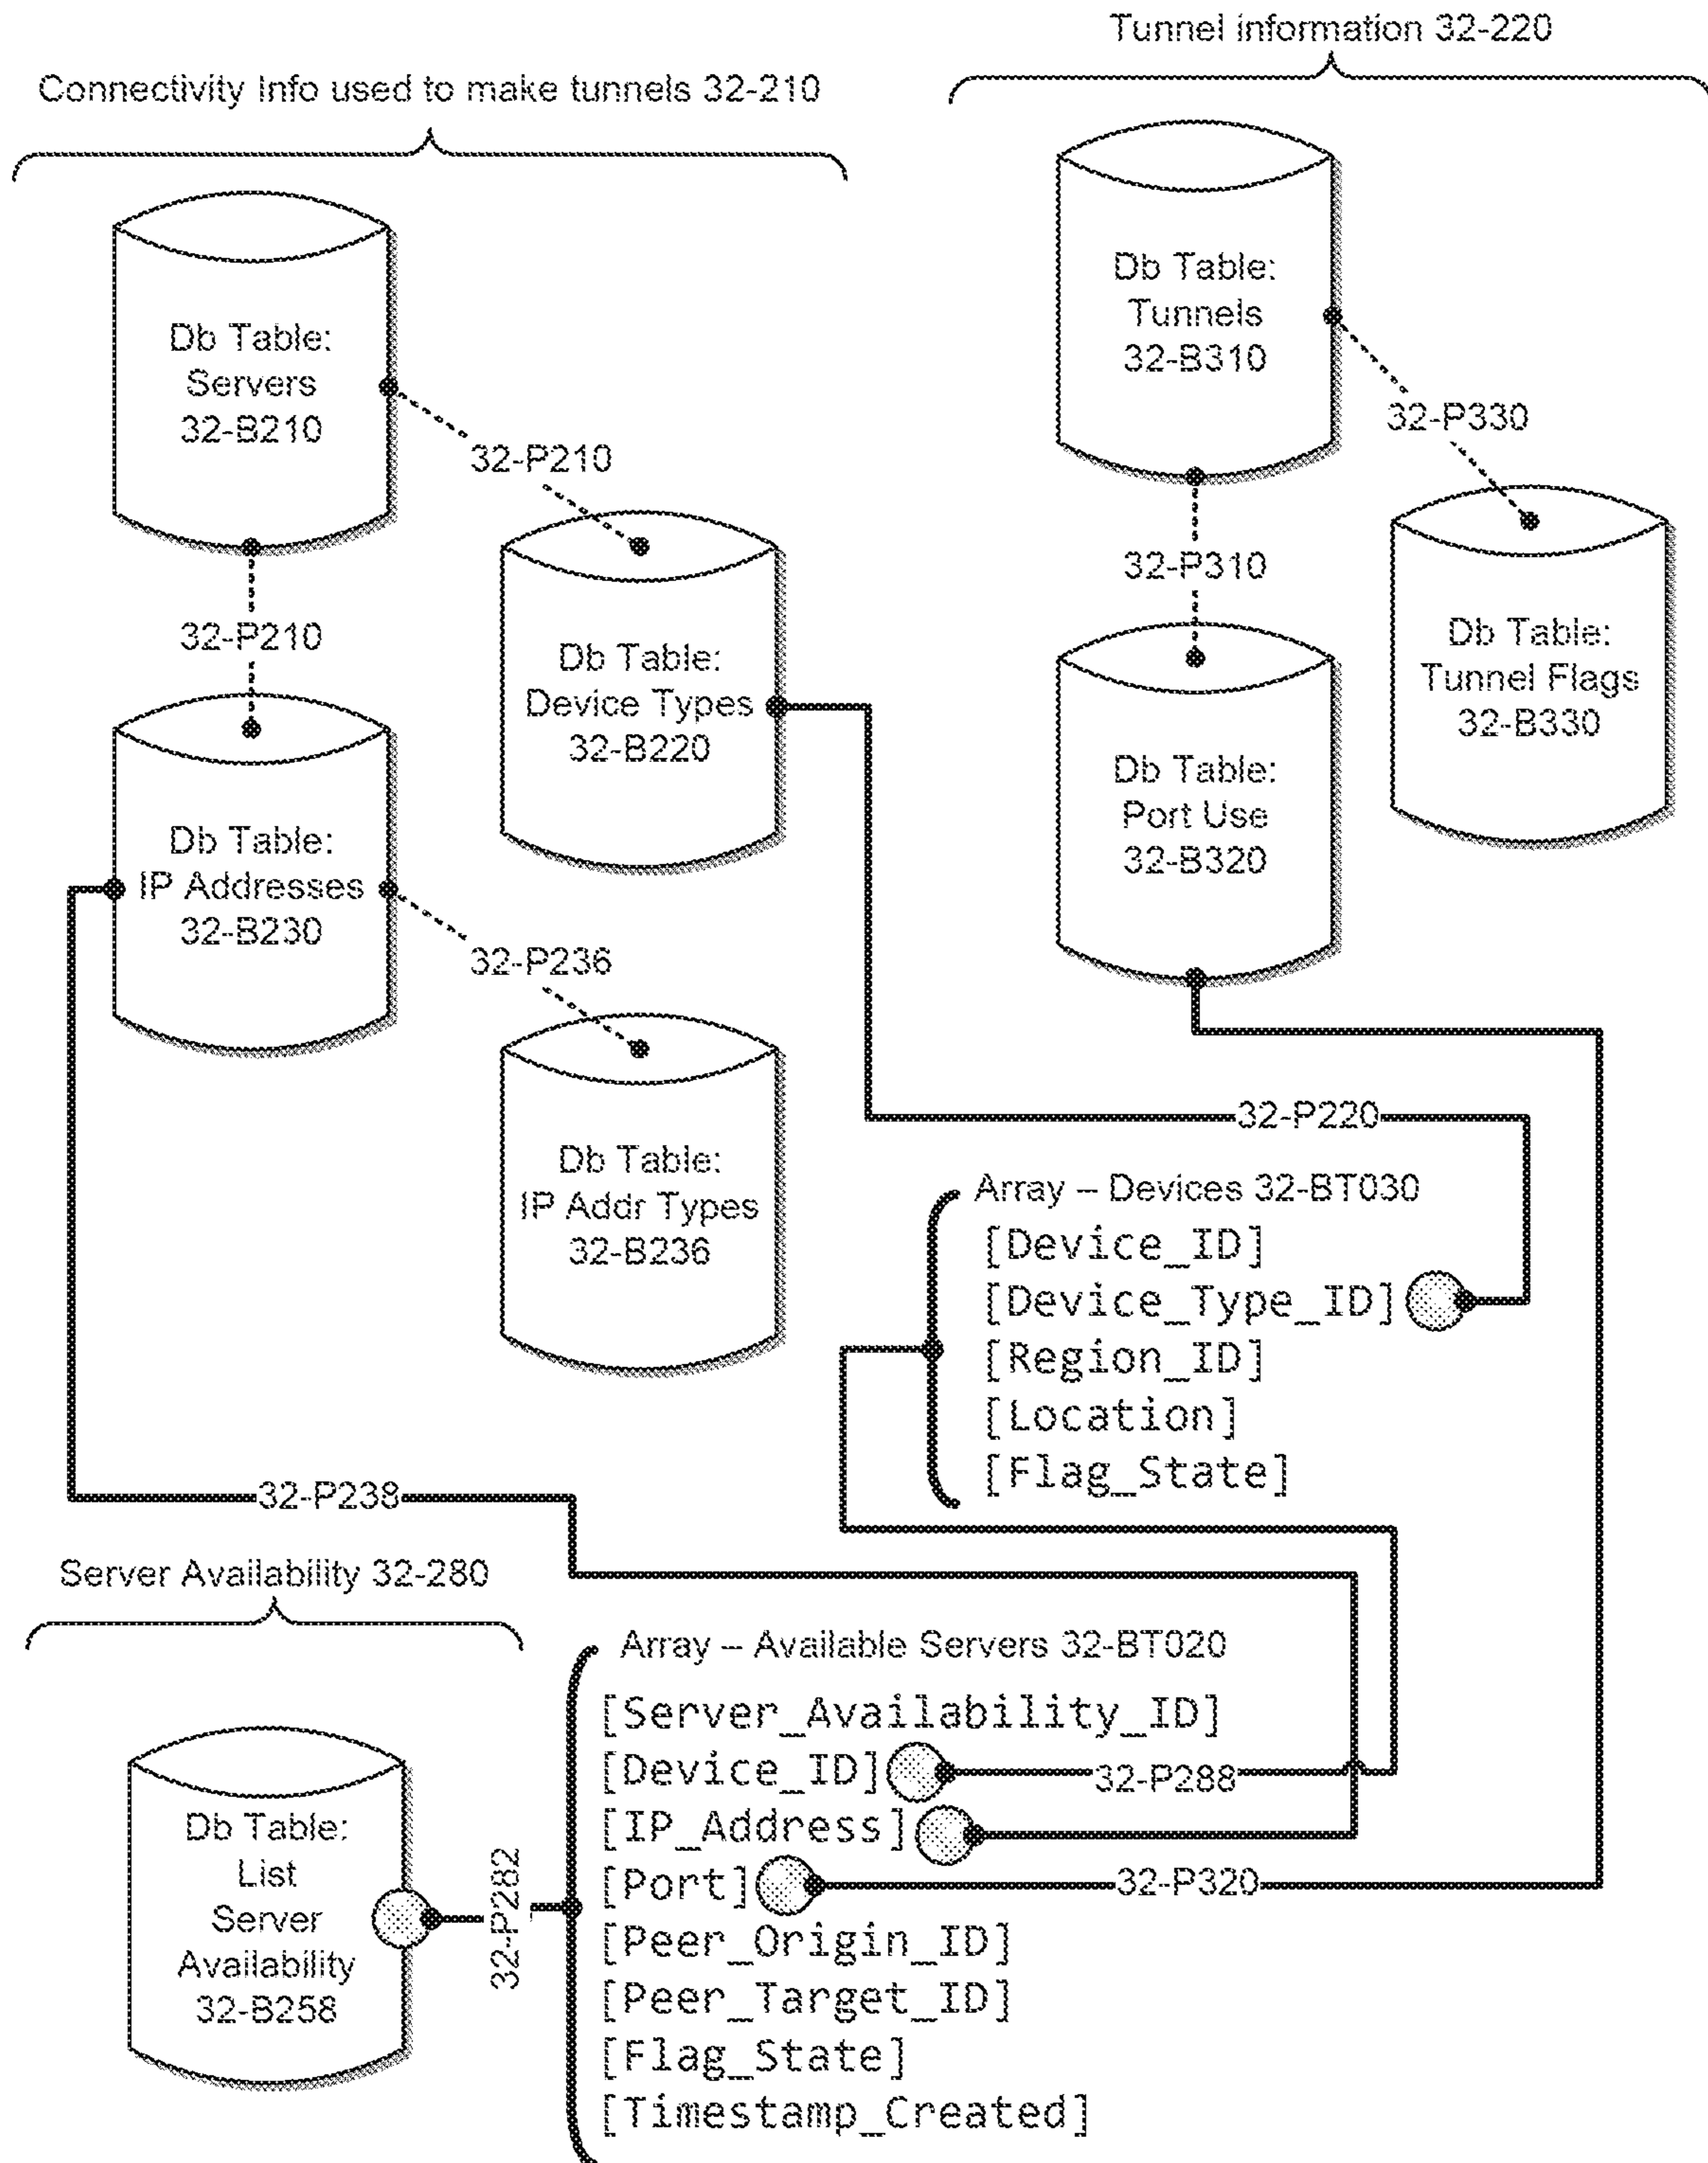 Tunnel information 32-220
Connectivity Info used to make tunnels 32-210
Db Table:
Servers
32-B210
32-P210
32-P210
Db Table:
Device Types
32-B220
Db Table:
IP Addresses
32-B230
32-P236
Db Table:
IP Addr Types
32-B236
Db Table:
Tunnels
32-B310
32-P330
32-P310
Db Table:
Tunnel Flags
32-B330
Db Table:
Port Use
32-B320
32-P220
Array – Devices 32-BT030
[Device_ID]
[Device_Type_ID]
[Region_ID]
[Location]
[Flag_State]
32-P238
Server Availability 32-280
Db Table:
List
Server
Availability
32-B258
32-P282
Array – Available Servers 32-BT020
[Server_Availability_ID]
[Device_ID]
32-P288
[IP_Address]
[Port]
32-P320
[Peer_Origin_ID]
[Peer_Target_ID]
[Flag_State]
[Timestamp_Created]